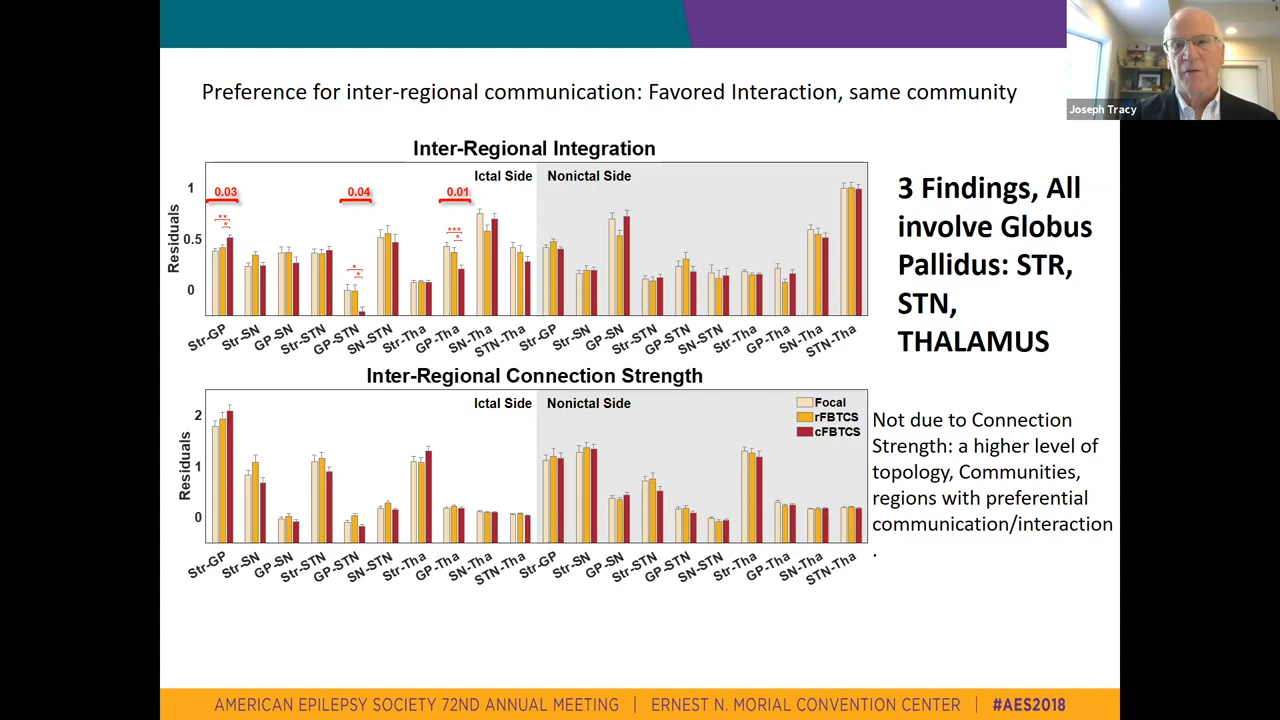 Joseph Tracy
Preference for inter-regional communication: Favored Interaction, same community
Inter-Regional Integration
Ictal Side
Nonictal Side
Residuals
1
0.5
0
0.03
**
*
0.04
*
*
0.01
***
*
Str-GP
Str-SN
GP-SN
Str-STN
GP-STN
SN-STN
Str-Tha
GP-Tha
SN-Tha
STN-Tha
Str-GP
Str-SN
GP-SN
Str-STN
GP-STN
SN-STN
Str-Tha
GP-Tha
SN-Tha
STN-Tha
3 Findings, All
involve Globus
Pallidus: STR,
STN,
THALAMUS
Inter-Regional Connection Strength
Ictal Side
Nonictal Side
Focal
rFBTCS
cFBTCS
Residuals
2
1
0
Str-GP
Str-SN
GP-SN
Str-STN
GP-STN
SN-STN
Str-Tha
GP-Tha
SN-Tha
STN-Tha
Str-GP
Str-SN
GP-SN
Str-STN
GP-STN
SN-STN
Str-Tha
GP-Tha
SN-Tha
STN-Tha
Not due to Connection
Strength: a higher level of
topology, Communities,
regions with preferential
communication/interaction
.
AMERICAN EPILEPSY SOCIETY 72ND ANNUAL MEETING | ERNEST N. MORIAL CONVENTION CENTER | #AES2018